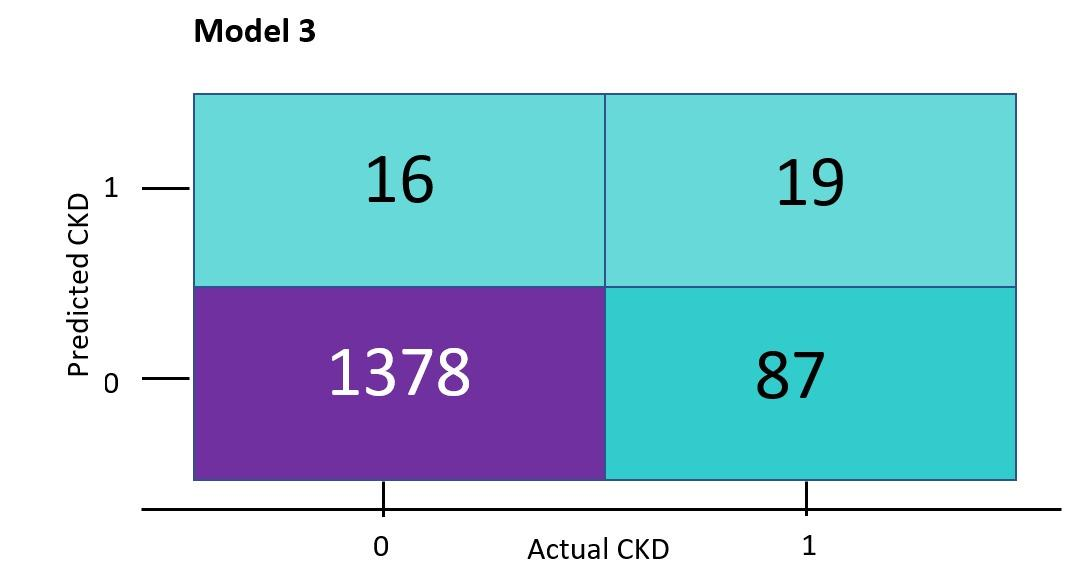 Model 3
16 19
Predicted CKD
1
1378 87
0
0 Actual CKD 1